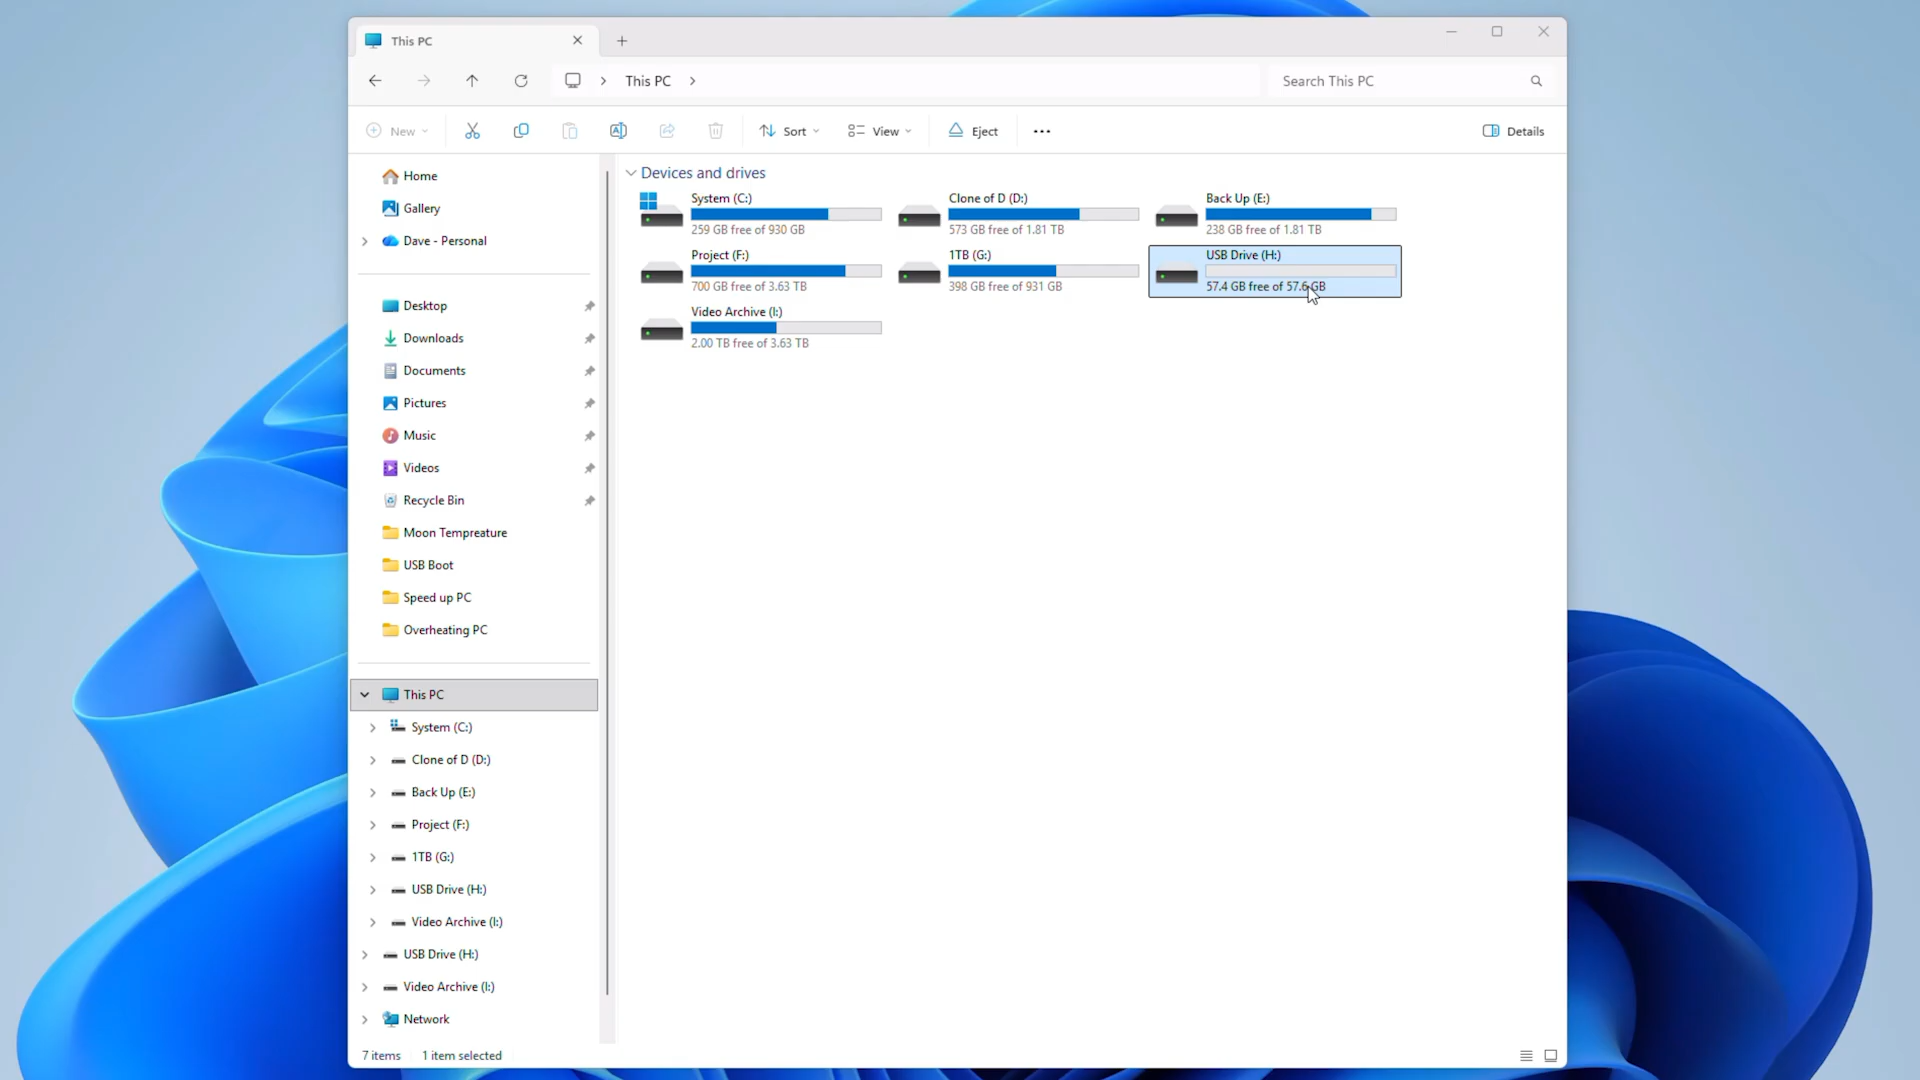 This PC
This PC
Search This PC
New
Sort
View
Eject
Details
Home
Gallery
Dave - Personal
Desktop
Downloads
Documents
Pictures
Music
Videos
Recycle Bin
Moon Tempreature
USB Boot
Speed up PC
Overheating PC
This PC
System (C:)
Clone of D (D:)
Back Up (E:)
Project (F:)
1TB (G:)
USB Drive (H:)
Video Archive (I:)
USB Drive (H:)
Video Archive (I:)
Network
Devices and drives
System (C:)
259 GB free of 930 GB
Clone of D (D:)
573 GB free of 1.81 TB
Back Up (E:)
238 GB free of 1.81 TB
Project (F:)
700 GB free of 3.63 TB
1TB (G:)
398 GB free of 931 GB
USB Drive (H:)
57.4 GB free of 57.6 GB
Video Archive (I:)
2.00 TB free of 3.63 TB
7 items
1 item selected